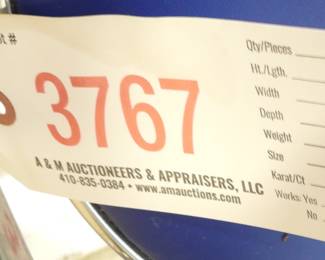 t #
3767
A & M AUCTIONEERS & APPRAISERS, LLC
410-835-0384 • www.amauctions.com
Qty/Pieces
Ht./Lgth.
Width
Depth
Weight
Size
Karat/Ct
Works: Yes
No